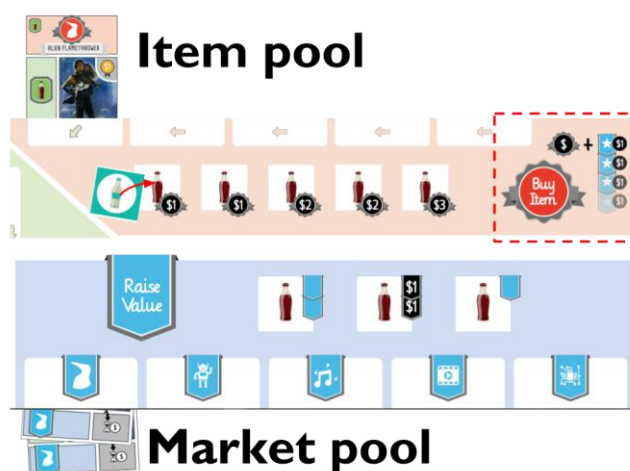 Item pool
ALIEN FLAMETHROWER
$ + $1
$1
$1
$1
$1 $1 $2 $2 $3
Buy
Item
Raise
Value
$1
$1
Market pool